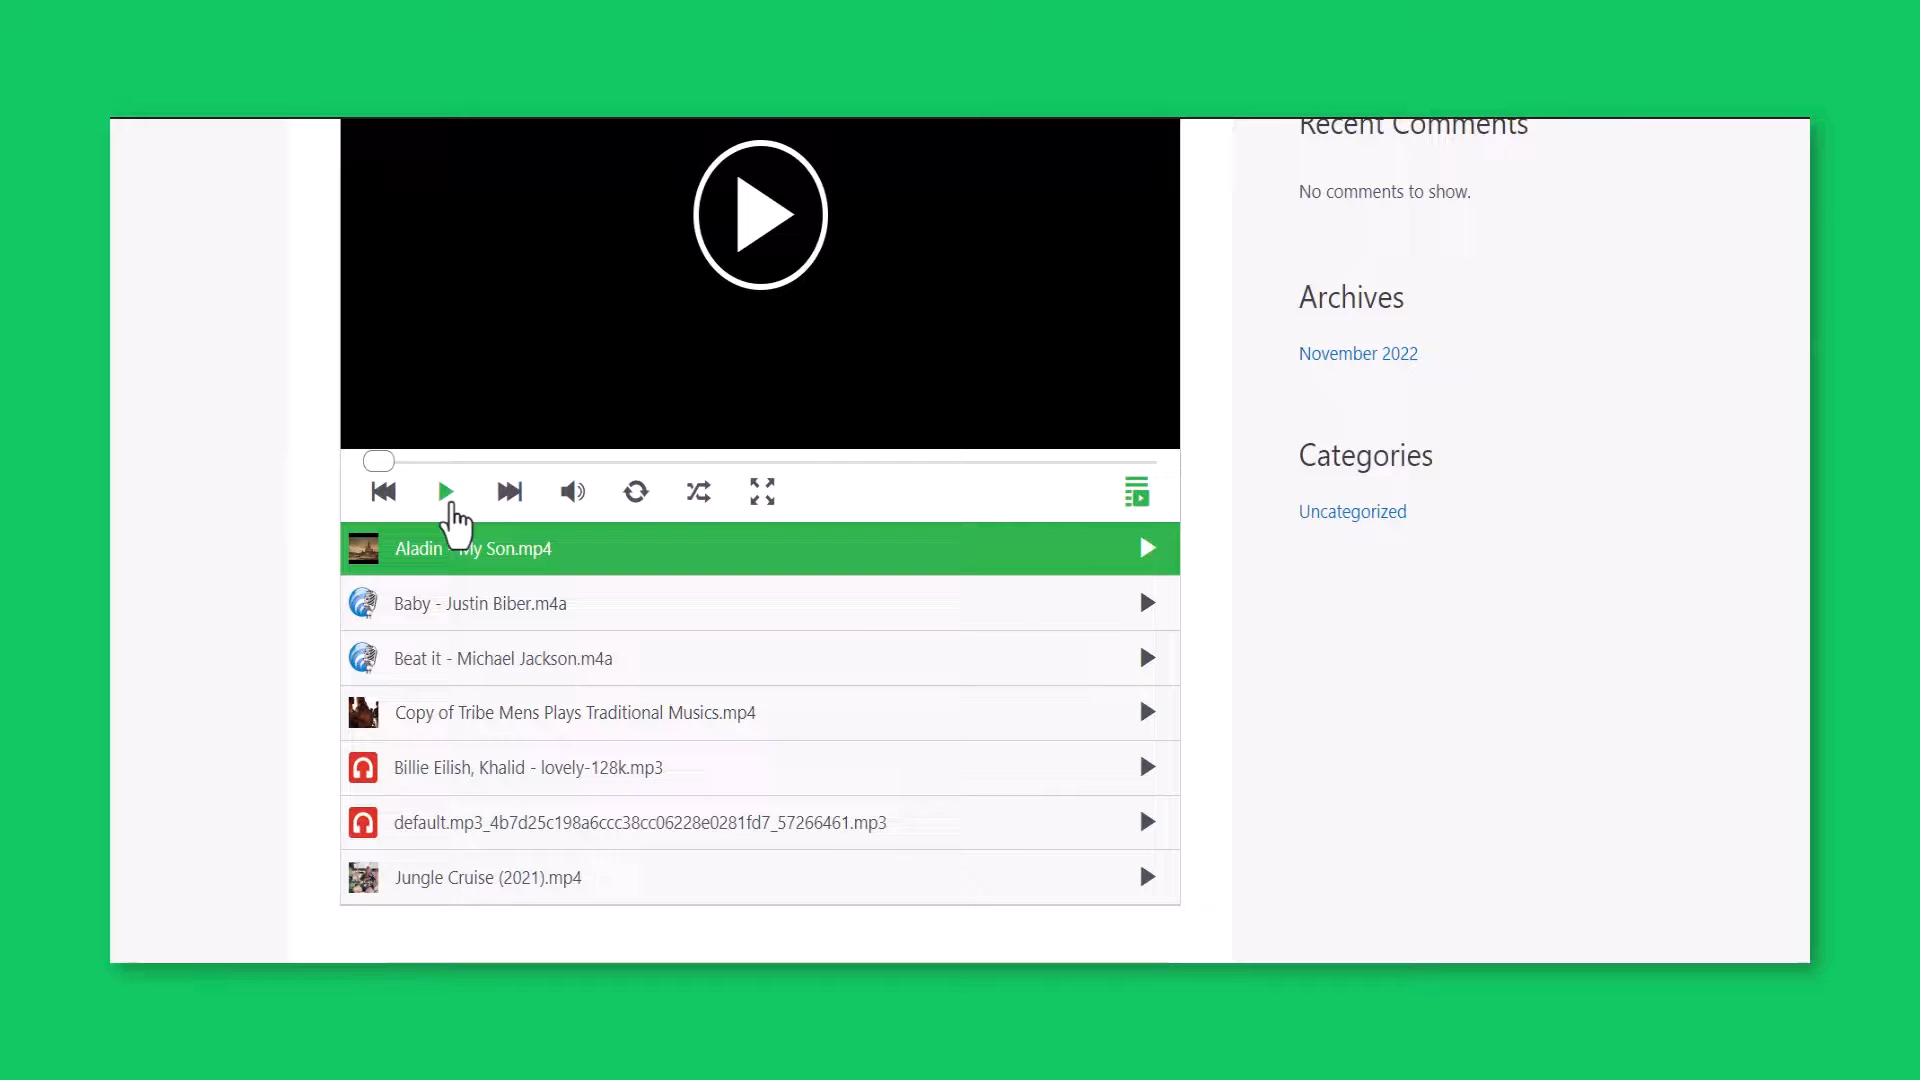 Recent Comments
No comments to show.
Archives
November 2022
Categories
Uncategorized
Aladin - My Son.mp4
Baby - Justin Biber.m4a
Beat it - Michael Jackson.m4a
Copy of Tribe Mens Plays Traditional Musics.mp4
Billie Eilish, Khalid - lovely-128k.mp3
default.mp3_4b7d25c198a6ccc38cc06228e0281fd7_57266461.mp3
Jungle Cruise (2021).mp4